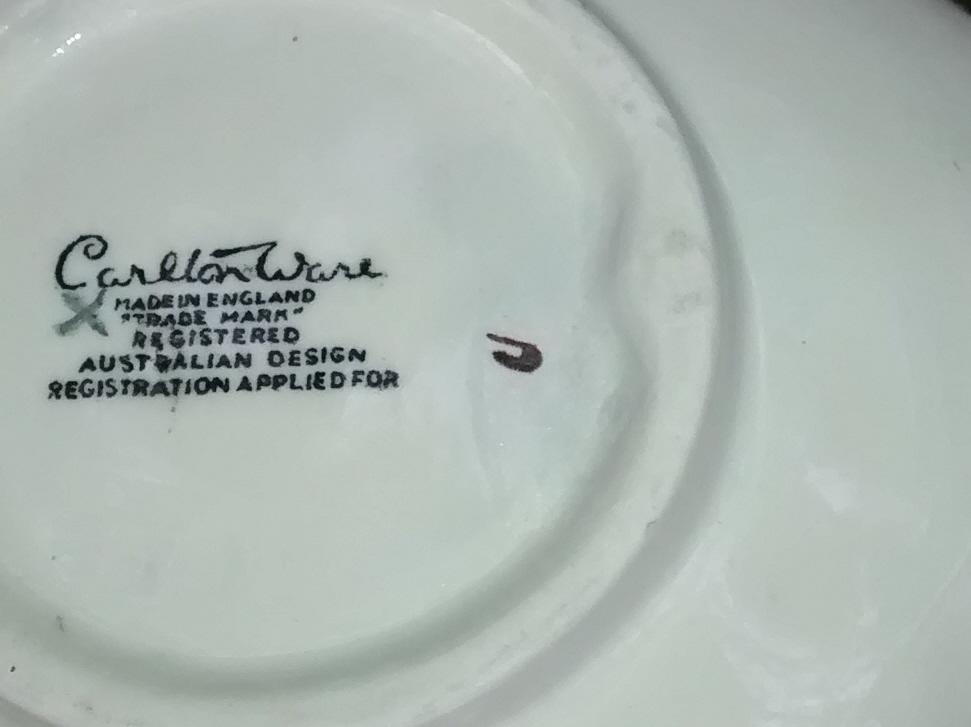 Carlton Ware
MADE IN ENGLAND
"TRADE MARK"
REGISTERED
AUSTRALIAN DESIGN
REGISTRATION APPLIED FOR